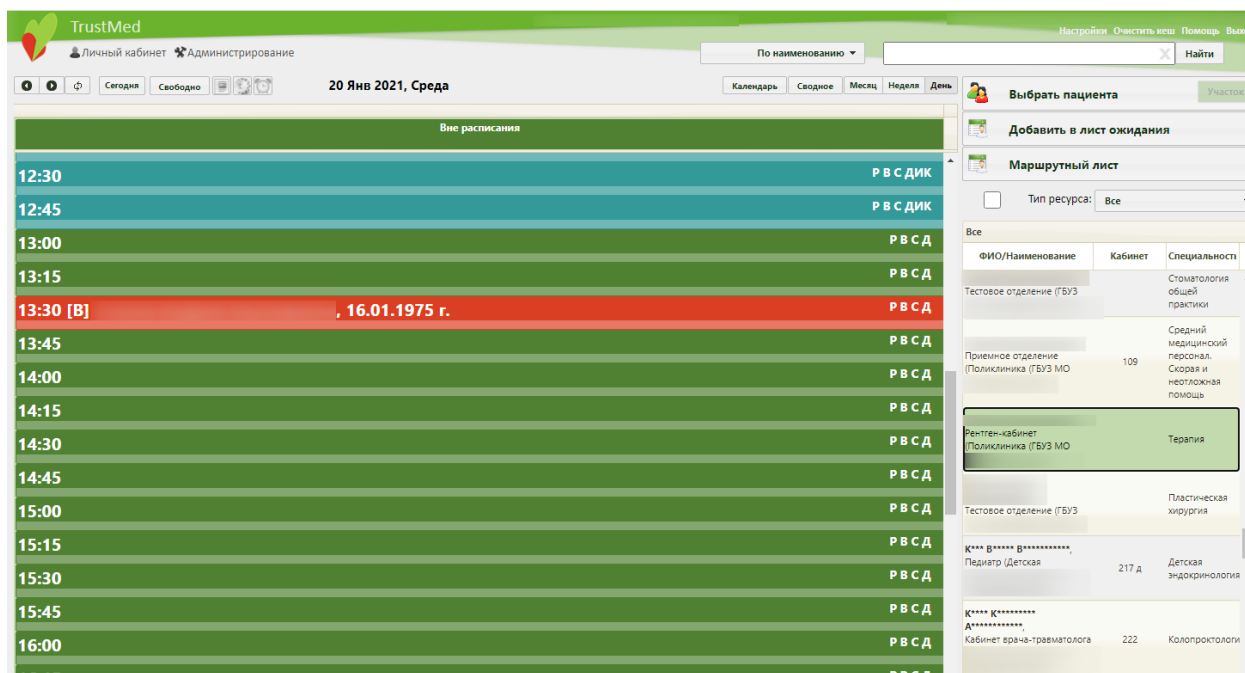 TrustMed
Настройки Очистить кеш Помощь Вых
Личный кабинет Администрирование
По наименованию
Найти
Сегодня Свободно 20 Янв 2021, Среда Календарь Сводное Месяц Неделя День
Выбрать пациента Участок
Вне расписания
Добавить в лист ожидания
Маршрутный лист
Тип ресурса: Все
Все
ФИО/Наименование Кабинет Специальность
12:30 Р В С ДИК
12:45 Р В С ДИК
13:00 Р В С Д
13:15 Р В С Д
13:30 [В] , 16.01.1975 г. Р В С Д
13:45 Р В С Д
14:00 Р В С Д
14:15 Р В С Д
14:30 Р В С Д
14:45 Р В С Д
15:00 Р В С Д
15:15 Р В С Д
15:30 Р В С Д
15:45 Р В С Д
16:00 Р В С Д
Стоматология
Тестовое отделение (ГБУЗ общей
практики
Средний
медицинский
Приемное отделение персонал.
(Поликлиника (ГБУЗ МО 109 Скорая и
неотложная
помощь
Рентген-кабинет
(Поликлиника (ГБУЗ МО Терапия
Пластическая
Тестовое отделение (ГБУЗ хирургия
К*** В***** В***********,
Педиатр (Детская 217 д Детская
эндокринология
К**** К*********
А************,
Кабинет врача-травматолога 222 Колопроктологи